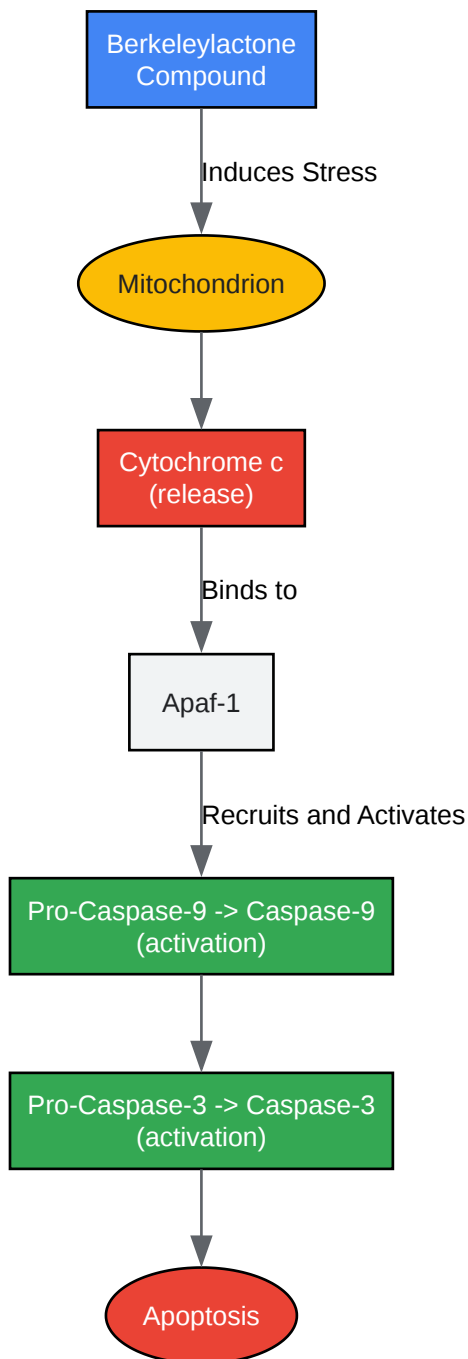 Berkeleylactone
Compound
Induces Stress
Mitochondrion
Cytochrome c
(release)
Binds to
Apaf-1
Recruits and Activates
Pro-Caspase-9 -> Caspase-9
(activation)
Pro-Caspase-3 -> Caspase-3
(activation)
Apoptosis